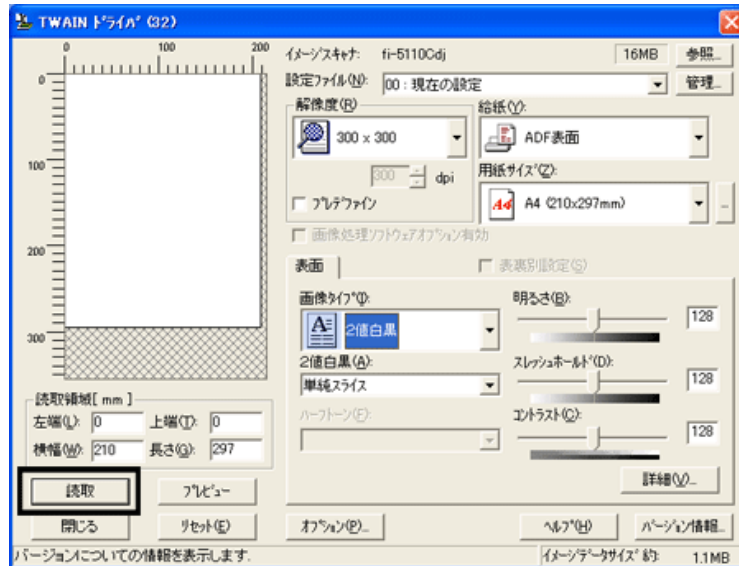 TWAIN ﾄﾞﾗｲﾊﾞ (32)
0 100 200
0
100
200
300
ｲﾒｰｼﾞｽｷｬﾅ: fi-5110Cdj 16MB 参照...
設定ﾌｧｲﾙ(N): 00 : 現在の設定 管理...
解像度(R)
300 x 300
300 dpi
ﾌﾟﾚﾃﾞﾌｧｲﾝ
給紙(Y):
ADF表面
用紙ｻｲｽﾞ(Z):
A4 (210x297mm) ...
画像処理ｿﾌﾄｳｪｱｵﾌﾟｼｮﾝ有効
表面 表裏別設定(S)
画像ﾀｲﾌﾟ(I):
2値白黒
2値白黒(A):
単純ｽﾗｲｽ
ﾊｰﾌﾄｰﾝ(F):
明るさ(B):
128
ｽﾚｯｼｭﾎｰﾙﾄﾞ(D):
128
ｺﾝﾄﾗｽﾄ(C):
128
詳細(V)...
読取領域[ mm ]
左端(L): 0 上端(T): 0
横幅(W): 210 長さ(G): 297
読取 ﾌﾟﾚﾋﾞｭｰ
閉じる ﾘｾｯﾄ(E) ｵﾌﾟｼｮﾝ(P)... ﾍﾙﾌﾟ(H) ﾊﾞｰｼﾞｮﾝ情報...
バージョンについての情報を表示します. ｲﾒｰｼﾞﾃﾞｰﾀｻｲｽﾞ 約: 1.1MB